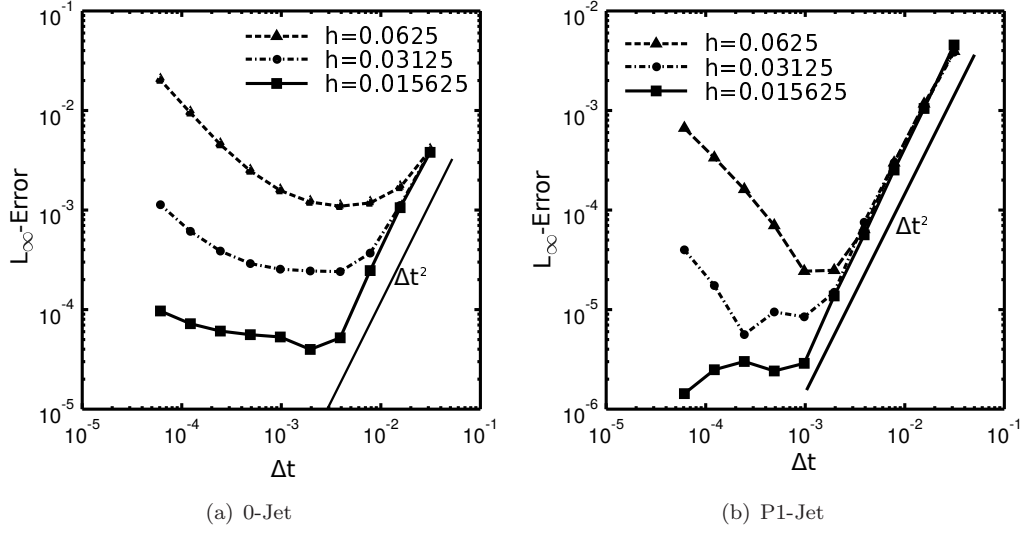 10⁻¹
10⁻²
10⁻³
10⁻⁴
10⁻⁵
L∞-Error
h=0.0625
h=0.03125
h=0.015625
Δt²
10⁻⁵ 10⁻⁴ 10⁻³ 10⁻² 10⁻¹
Δt
(a) 0-Jet
10⁻²
10⁻³
10⁻⁴
10⁻⁵
10⁻⁶
L∞-Error
h=0.0625
h=0.03125
h=0.015625
Δt²
10⁻⁵ 10⁻⁴ 10⁻³ 10⁻² 10⁻¹
Δt
(b) P1-Jet